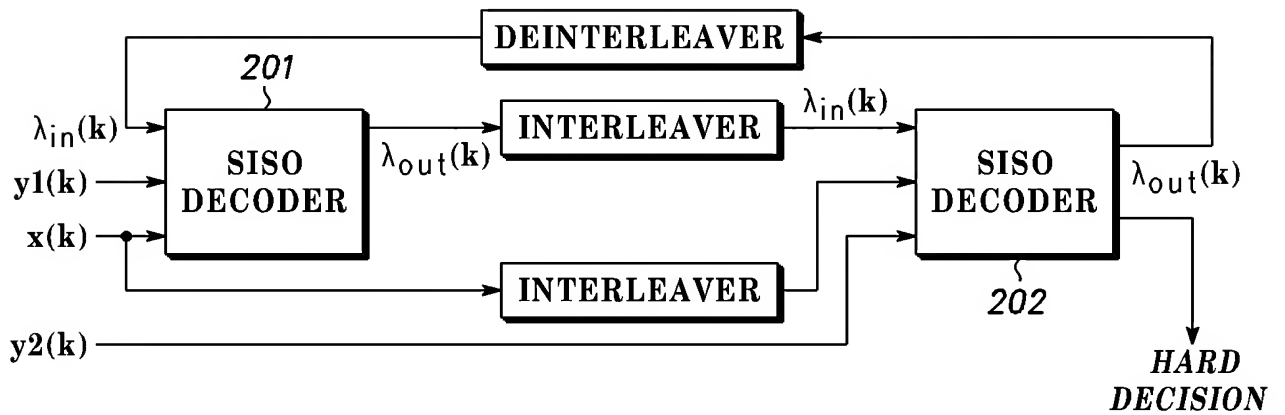 DEINTERLEAVER
201
λin(k)
INTERLEAVER
λin(k)
λout(k)
SISO
DECODER
SISO
DECODER
λout(k)
y1(k)
x(k)
INTERLEAVER
202
y2(k)
HARD
DECISION